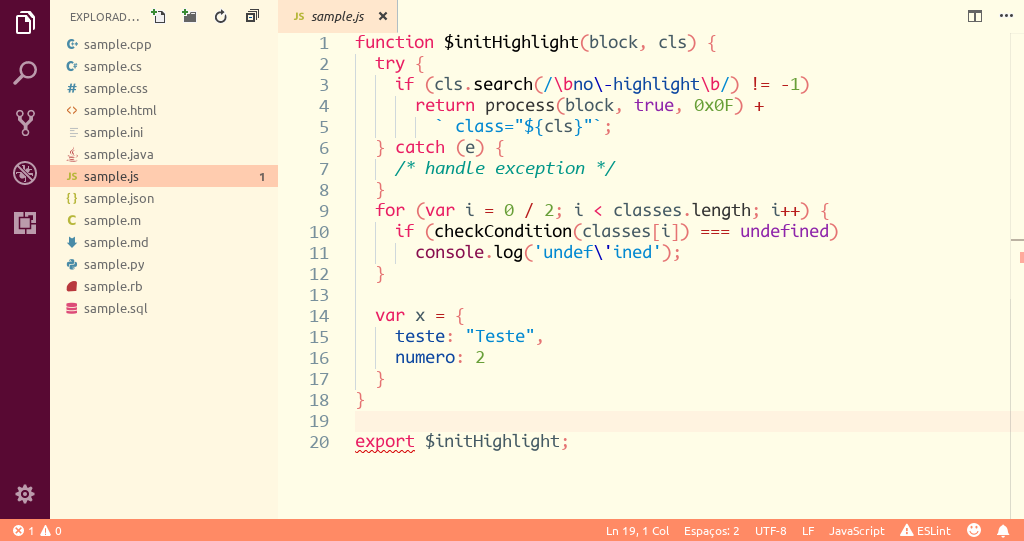 EXPLORAD...
JS sample.js ×
sample.cpp
sample.cs
# sample.css
<> sample.html
sample.ini
sample.java
JS sample.js 1
{} sample.json
C sample.m
sample.md
sample.py
sample.rb
sample.sql
1 function $initHighlight(block, cls) {
2   try {
3     if (cls.search(/\bno\-highlight\b/) != -1)
4       return process(block, true, 0x0F) +
5         ` class="${cls}"`;
6   } catch (e) {
7     /* handle exception */
8   }
9   for (var i = 0 / 2; i < classes.length; i++) {
10     if (checkCondition(classes[i]) === undefined)
11       console.log('undef\'ined');
12   }
13
14   var x = {
15     teste: "Teste",
16     numero: 2
17   }
18 }
19
20 export $initHighlight;
1 0 Ln 19, 1 Col Espaços: 2 UTF-8 LF JavaScript ESLint